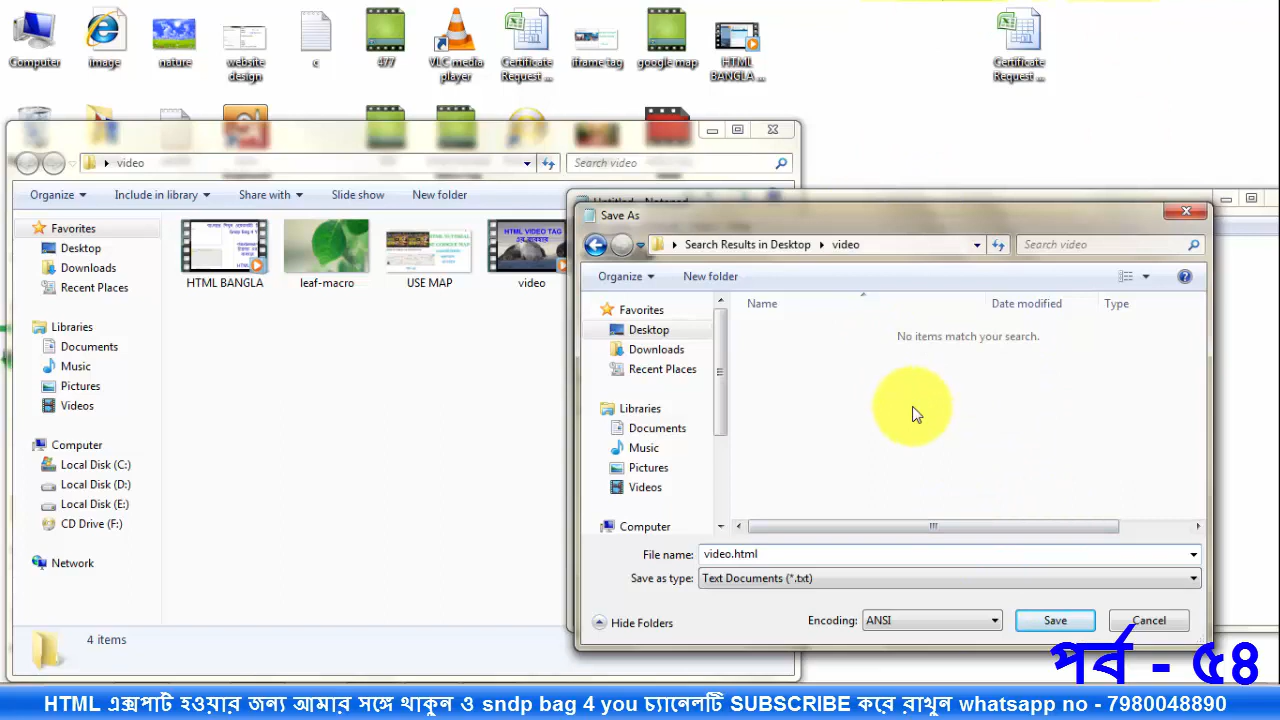 Computer
image
nature
website
design
c
477
VLC media
player
Certificate
Request ...
iframe tag
google map
HTML
BANGLA ...
Certificate
Request ...
video
Search video
Organize
Include in library
Share with
Slide show
New folder
Favorites
Desktop
Downloads
Recent Places
Libraries
Documents
Music
Pictures
Videos
Computer
Local Disk (C:)
Local Disk (D:)
Local Disk (E:)
CD Drive (F:)
Network
HTML BANGLA
leaf-macro
USE MAP
video
4 items
Untitled - Notepad
Save As
Search Results in Desktop
video
Search video
Organize
New folder
Favorites
Desktop
Downloads
Recent Places
Libraries
Documents
Music
Pictures
Videos
Computer
Name
Date modified
Type
No items match your search.
File name:
video.html
Save as type:
Text Documents (*.txt)
Hide Folders
Encoding:
ANSI
Save
Cancel
পর্ব - ৫৪
HTML এক্সপার্ট হওয়ার জন্য আমার সঙ্গে থাকুন ও sndp bag 4 you চ্যানেলটি SUBSCRIBE করে রাখুন whatsapp no - 7980048890